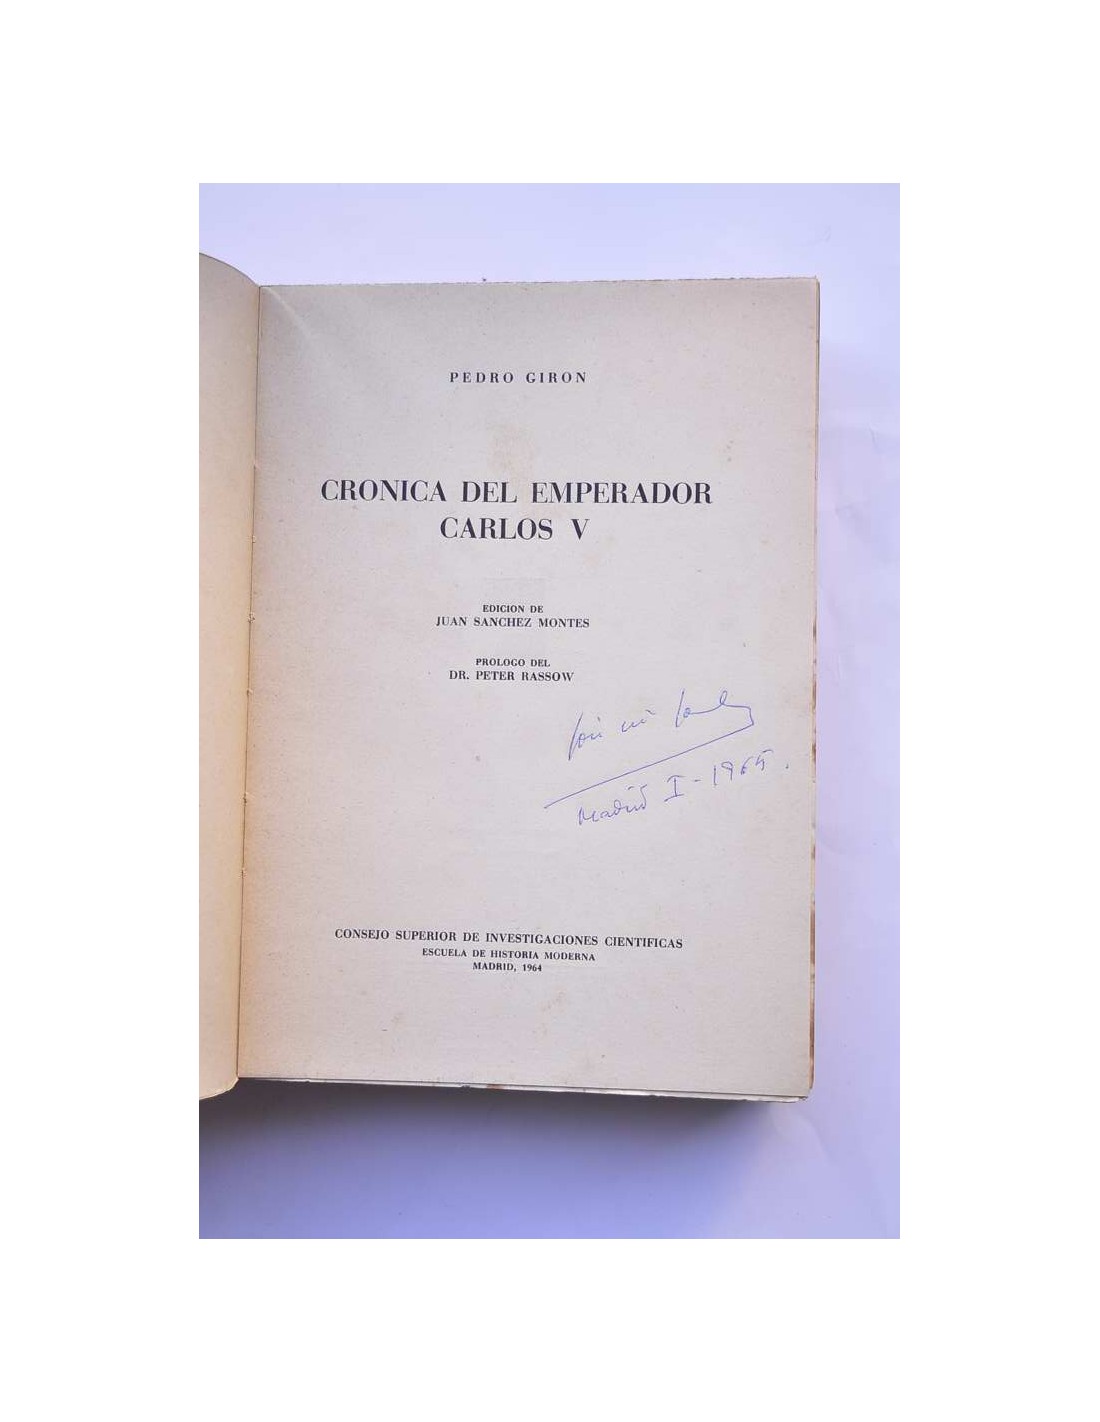 PEDRO GIRON
CRONICA DEL EMPERADOR
CARLOS V
EDICION DE
JUAN SANCHEZ MONTES
PROLOGO DEL
DR. PETER RASSOW
Madrid I-1965.
CONSEJO SUPERIOR DE INVESTIGACIONES CIENTIFICAS
ESCUELA DE HISTORIA MODERNA
MADRID, 1964